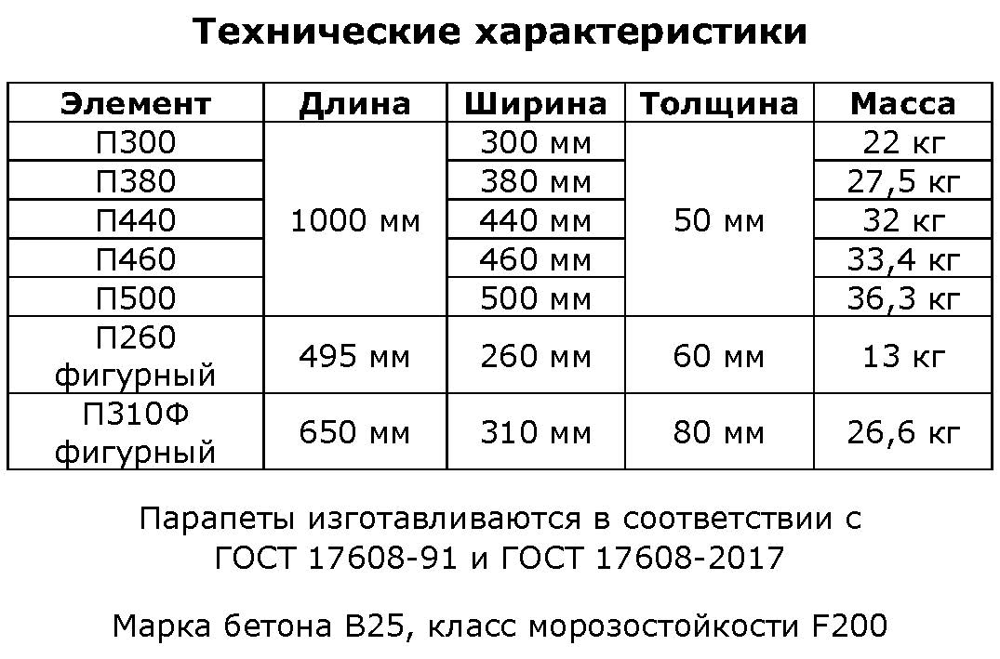 Технические характеристики
Элемент Длина Ширина Толщина Масса
П300 300 мм 22 кг
П380 380 мм 27,5 кг
П440 1000 мм 440 мм 50 мм 32 кг
П460 460 мм 33,4 кг
П500 500 мм 36,3 кг
П260
фигурный 495 мм 260 мм 60 мм 13 кг
П310Ф
фигурный 650 мм 310 мм 80 мм 26,6 кг
Парапеты изготавливаются в соответствии с
ГОСТ 17608-91 и ГОСТ 17608-2017
Марка бетона В25, класс морозостойкости F200